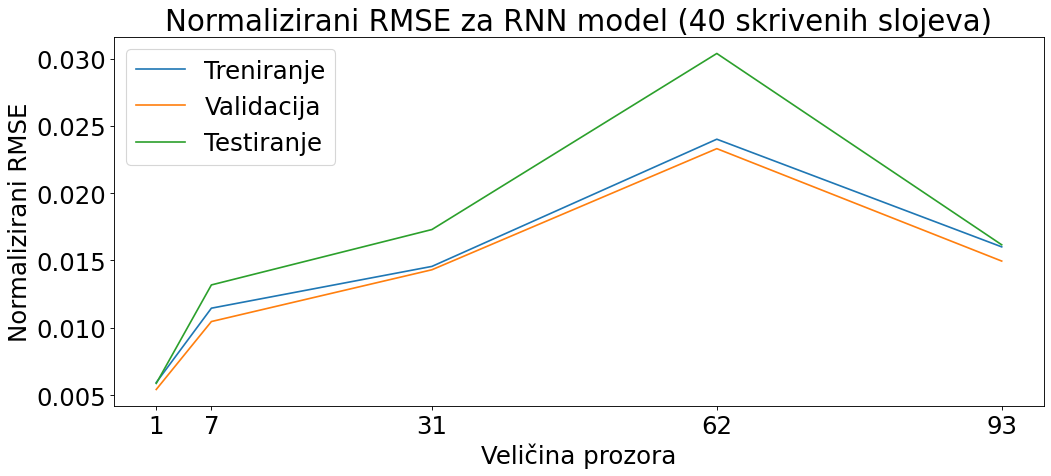 Normalizirani RMSE za RNN model (40 skrivenih slojeva)
Treniranje
Validacija
Testiranje
Normalizirani RMSE
0.030
0.025
0.020
0.015
0.010
0.005
1 7 31 62 93
Veličina prozora